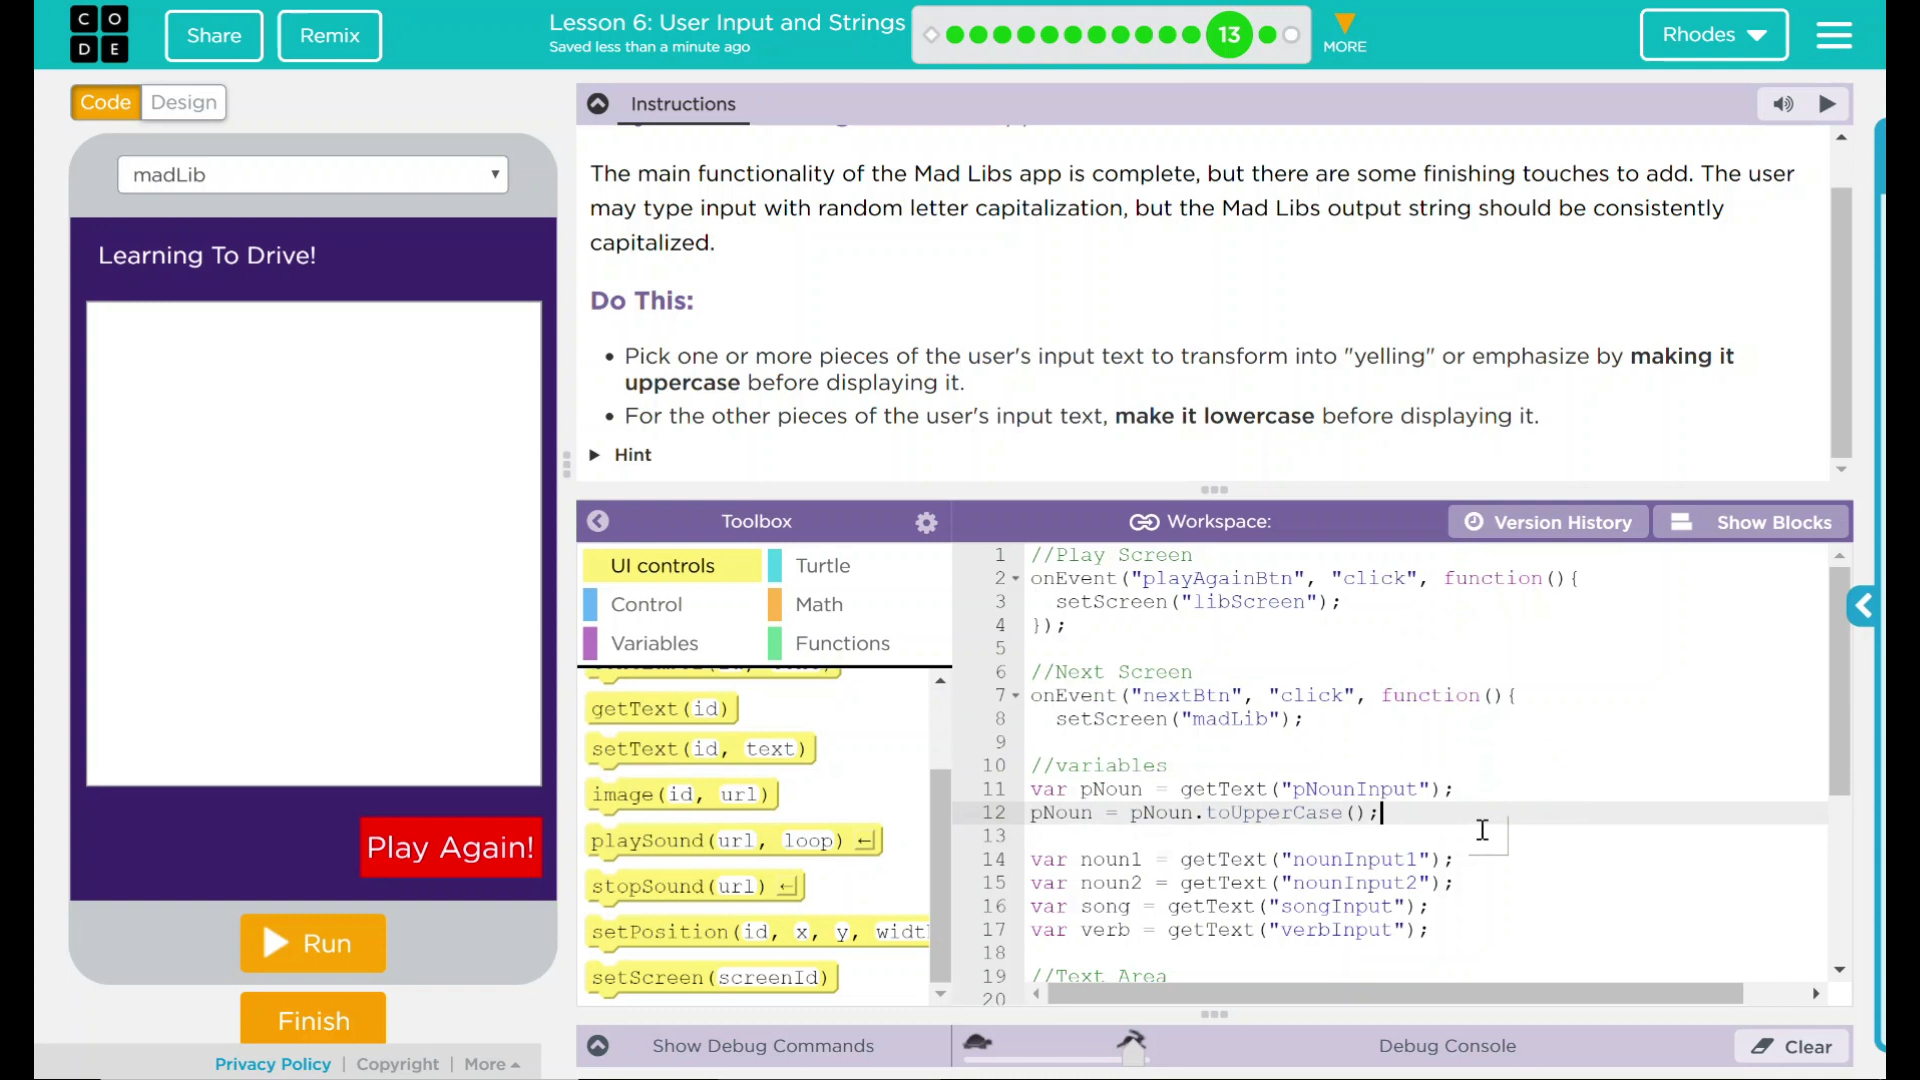 CODE
Share
Remix
Lesson 6: User Input and Strings
Saved less than a minute ago
13
MORE
Rhodes
Code
Design
madLib
Learning To Drive!
Play Again!
Run
Finish
Privacy Policy | Copyright | More
Instructions
The main functionality of the Mad Libs app is complete, but there are some finishing touches to add. The user
may type input with random letter capitalization, but the Mad Libs output string should be consistently
capitalized.
Do This:
Pick one or more pieces of the user's input text to transform into "yelling" or emphasize by making it
uppercase before displaying it.
For the other pieces of the user's input text, make it lowercase before displaying it.
Hint
Toolbox
UI controls
Turtle
Control
Math
Variables
Functions
getText(id)
setText(id, text)
image(id, url)
playSound(url, loop)
stopSound(url)
setPosition(id, x, y,
setScreen(screenId)
Workspace:
Version History
Show Blocks
1 //Play Screen
2 onEvent("playAgainBtn", "click", function(){
3 setScreen("libScreen");
4 });
5
6 //Next Screen
7 onEvent("nextBtn", "click", function(){
8 setScreen("madLib");
9
10 //variables
11 var pNoun = getText("pNounInput");
12 pNoun = pNoun.toUpperCase();
13
14 var noun1 = getText("nounInput1");
15 var noun2 = getText("nounInput2");
16 var song = getText("songInput");
17 var verb = getText("verbInput");
18
19 //Text Area
20
Show Debug Commands
Debug Console
Clear